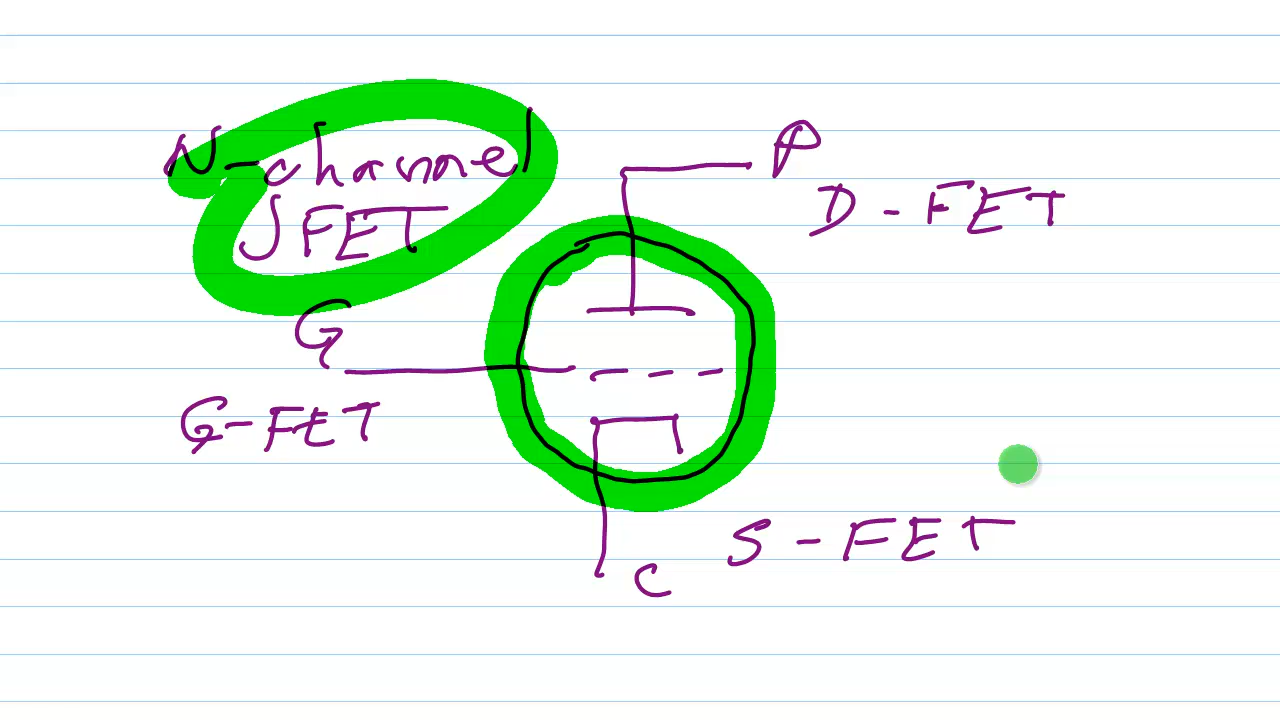 N-channel
JFET
P
D - FET
G
G-FET
S - FET
C